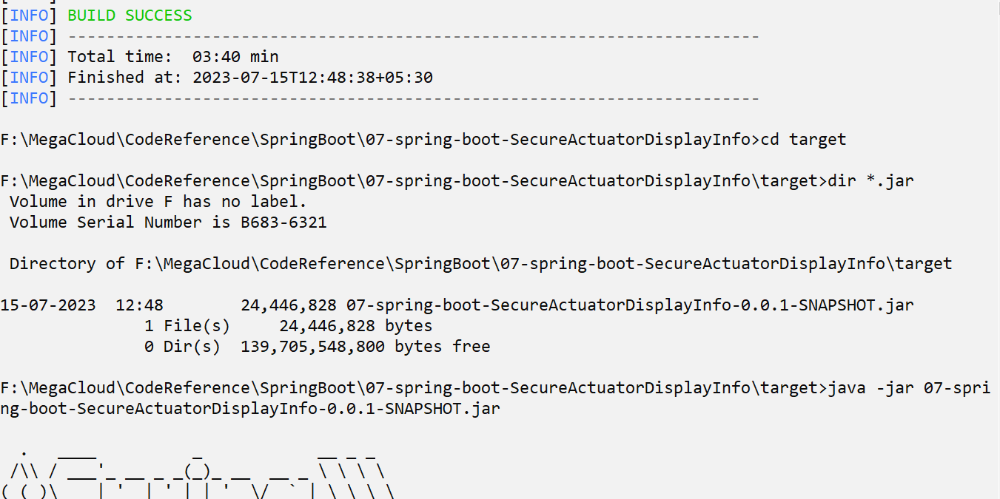 [INFO] BUILD SUCCESS
[INFO] ------------------------------------------------------------------------
[INFO] Total time:  03:40 min
[INFO] Finished at: 2023-07-15T12:48:38+05:30
[INFO] ------------------------------------------------------------------------
F:\MegaCloud\CodeReference\SpringBoot\07-spring-boot-SecureActuatorDisplayInfo>cd target
F:\MegaCloud\CodeReference\SpringBoot\07-spring-boot-SecureActuatorDisplayInfo\target>dir *.jar
 Volume in drive F has no label.
 Volume Serial Number is B683-6321
 Directory of F:\MegaCloud\CodeReference\SpringBoot\07-spring-boot-SecureActuatorDisplayInfo\target
15-07-2023  12:48        24,446,828 07-spring-boot-SecureActuatorDisplayInfo-0.0.1-SNAPSHOT.jar
               1 File(s)     24,446,828 bytes
               0 Dir(s)  139,705,548,800 bytes free
F:\MegaCloud\CodeReference\SpringBoot\07-spring-boot-SecureActuatorDisplayInfo\target>java -jar 07-spri
ng-boot-SecureActuatorDisplayInfo-0.0.1-SNAPSHOT.jar
  .   ____          _            __ _ _
 /\\ / ___'_ __ _ _(_)_ __  __ _ \ \ \ \
( ( )\___ | '_ | '_| | '_ \/ _` | \ \ \ \